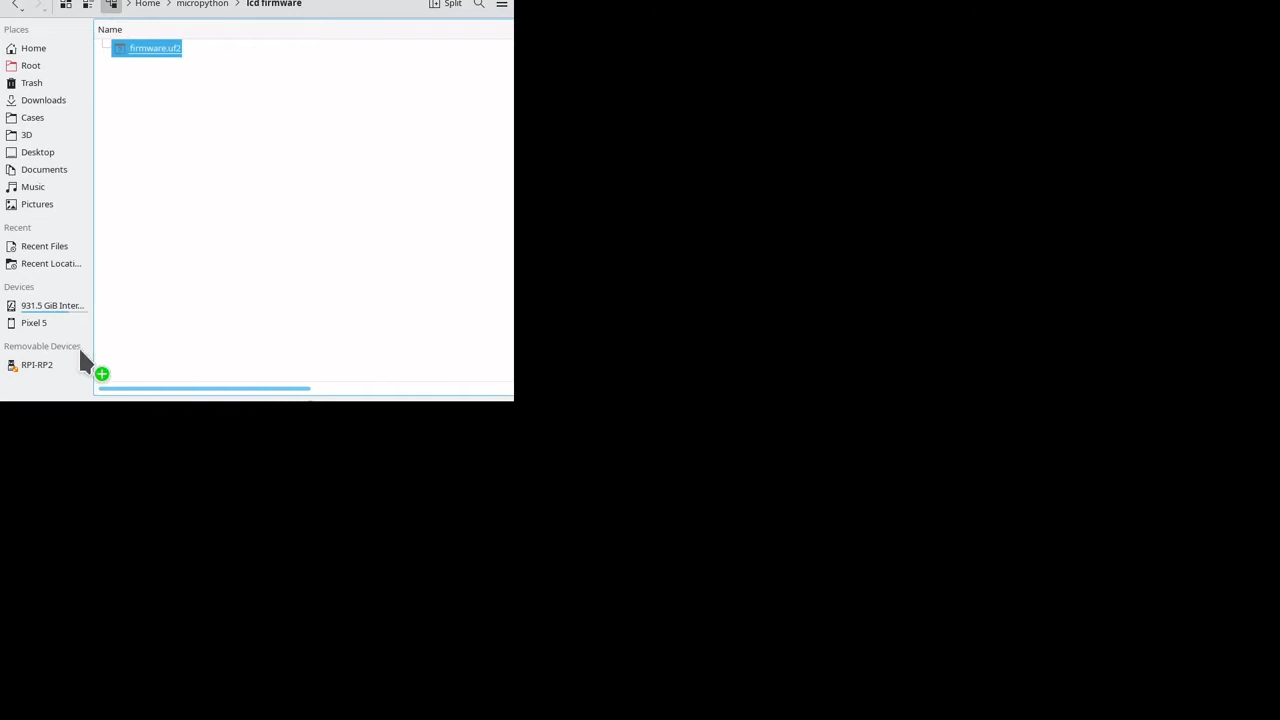 Home > micropython > lcd firmware Split
Places
Name
Home
firmware.uf2
Root
Trash
Downloads
Cases
3D
Desktop
Documents
Music
Pictures
Recent
Recent Files
Recent Locati...
Devices
931.5 GiB Inter...
Pixel 5
Removable Devices
RPI-RP2